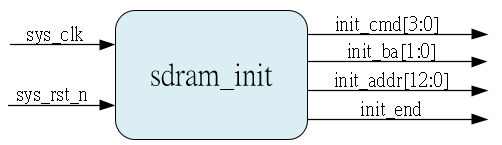 sys_clk
sys_rst_n
sdram_init
init_cmd[3:0]
init_ba[1:0]
init_addr[12:0]
init_end